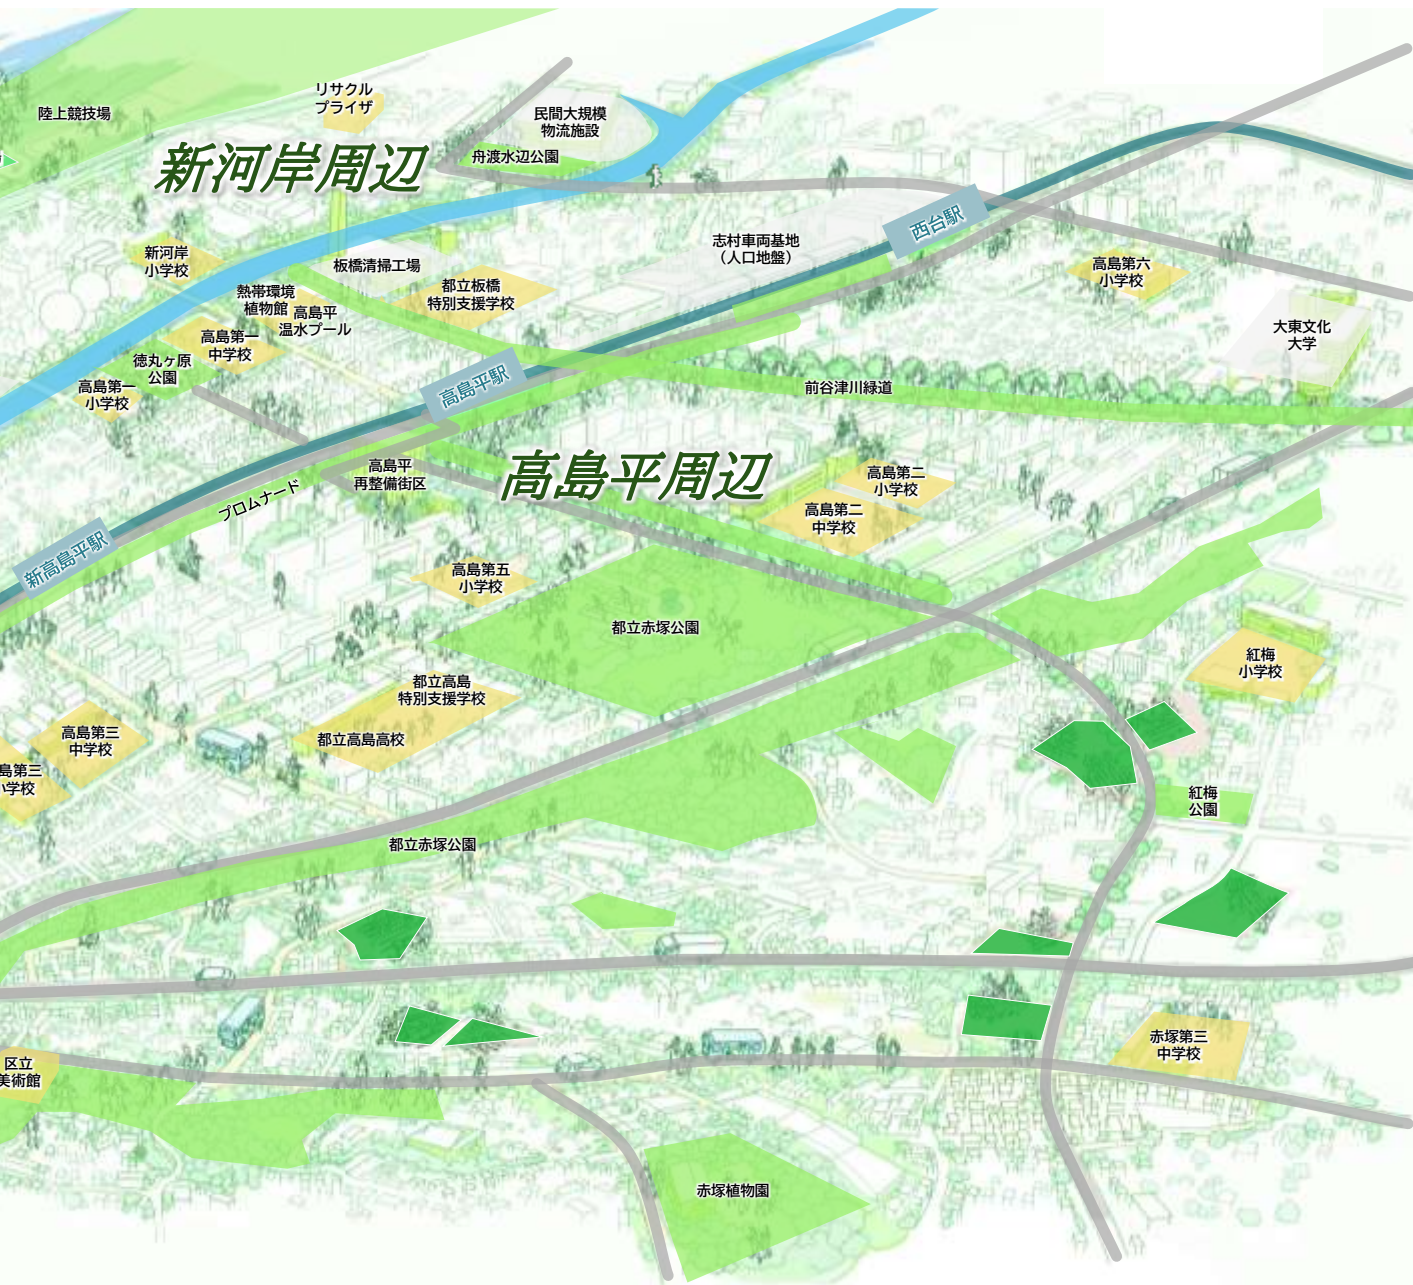 陸上競技場
リサクル
プライザ
民間大規模
物流施設
舟渡水辺公園
新河岸周辺
新河岸
小学校
板橋清掃工場
都立板橋
特別支援学校
志村車両基地
（人口地盤）
西台駅
高島第六
小学校
熱帯環境
植物館
高島平
温水プール
高島第一
中学校
徳丸ヶ原
公園
高島第一
小学校
大東文化
大学
高島平駅
前谷津川緑道
高島平周辺
高島平
再整備街区
プロムナード
高島第二
小学校
高島第二
中学校
新高島平駅
高島第五
小学校
都立赤塚公園
紅梅
小学校
都立高島
特別支援学校
都立高島高校
高島第三
中学校
島第三
小学校
紅梅
公園
都立赤塚公園
赤塚第三
中学校
区立
美術館
赤塚植物園